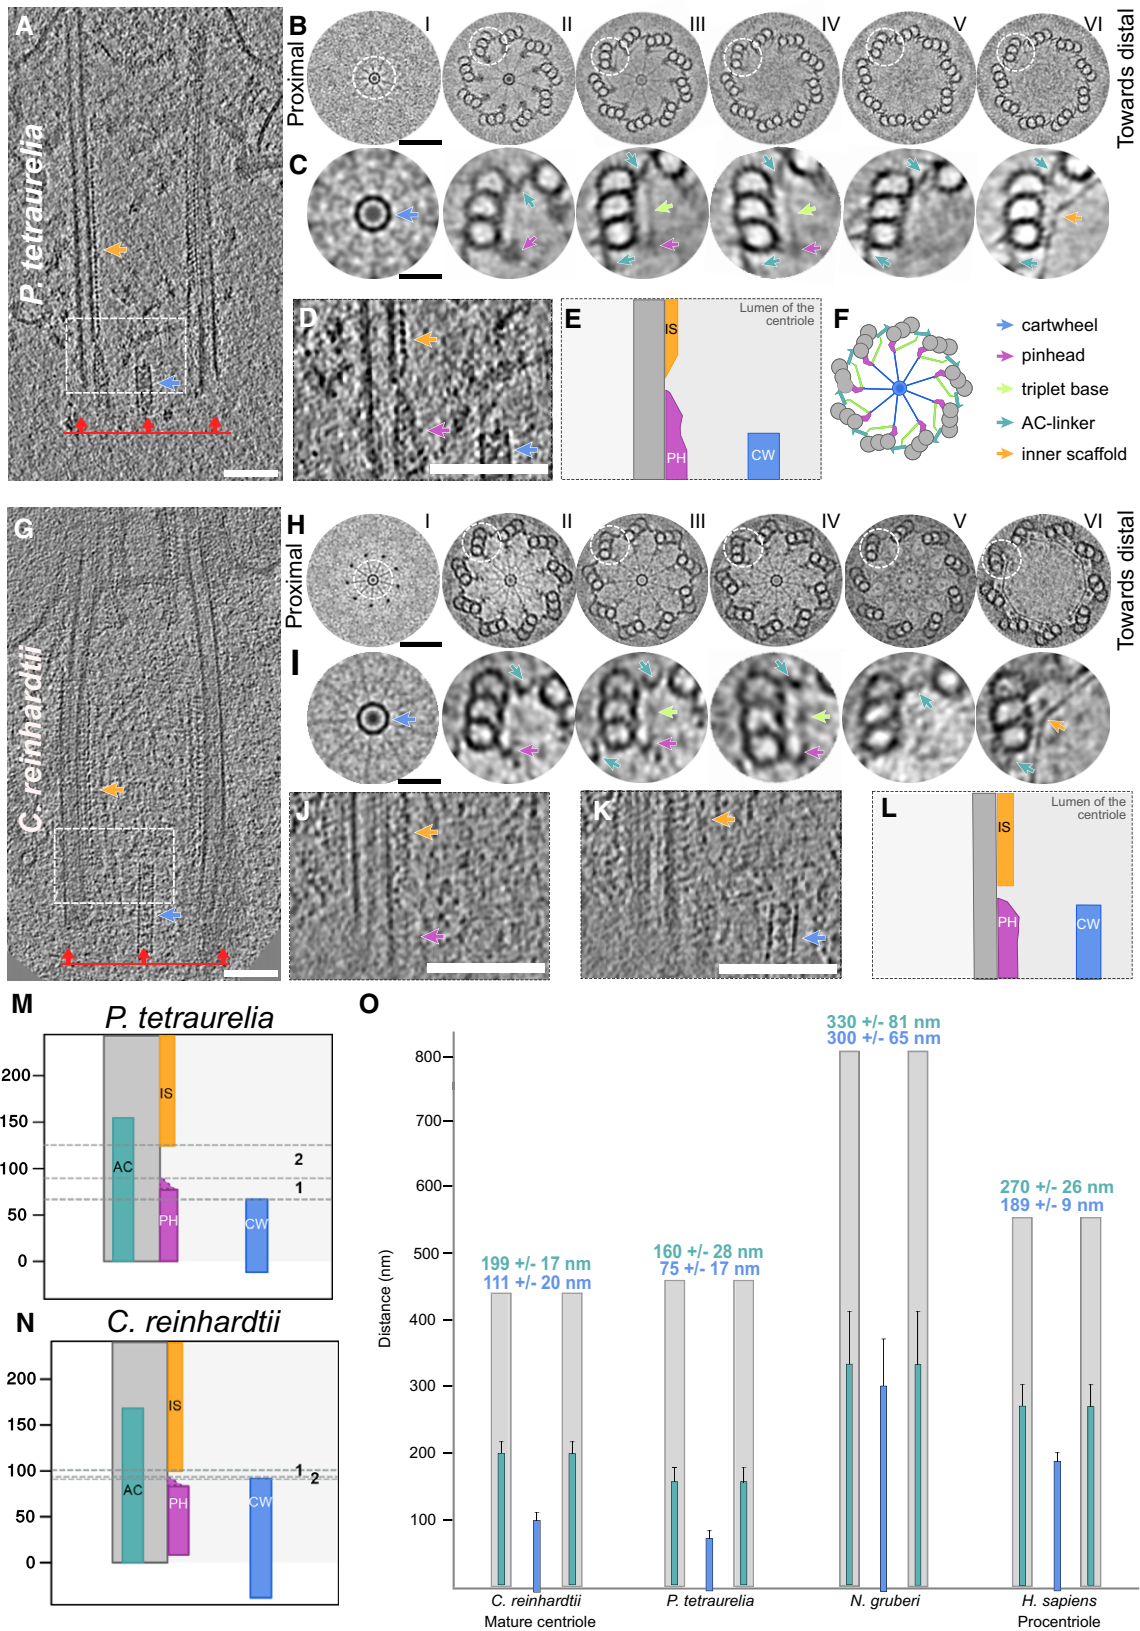 A
P. tetraurelia
B
Proximal
I
II
III
IV
V
VI
Towards distal
C
D
E
IS
PH
CW
Lumen of the
centriole
F
cartwheel
pinhead
triplet base
AC-linker
inner scaffold
G
C. reinhardtii
H
Proximal
I
II
III
IV
V
VI
Towards distal
I
J
K
L
IS
PH
CW
Lumen of the
centriole
M
P. tetraurelia
200
150
100
50
0
IS
AC
PH
CW
2
1
N
C. reinhardtii
200
150
100
50
0
IS
AC
PH
CW
1
2
O
Distance (nm)
800
700
600
500
400
300
200
100
199 +/- 17 nm
111 +/- 20 nm
160 +/- 28 nm
75 +/- 17 nm
330 +/- 81 nm
300 +/- 65 nm
270 +/- 26 nm
189 +/- 9 nm
C. reinhardtii
Mature centriole
P. tetraurelia
N. gruberi
H. sapiens
Procentriole